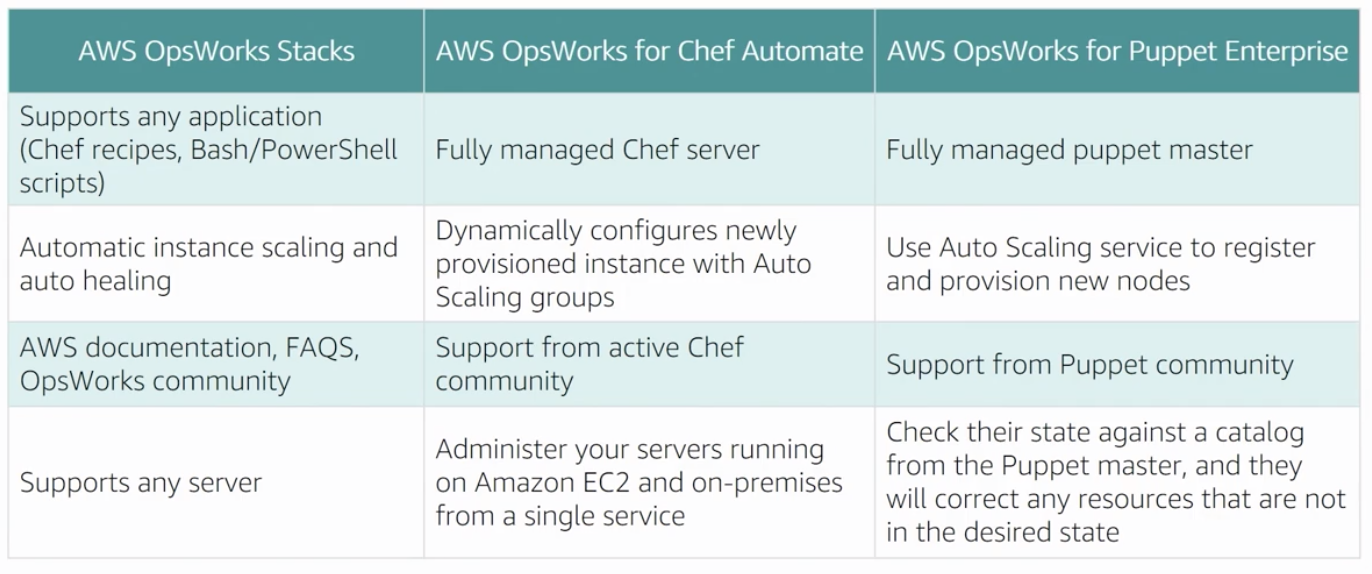 AWS OpsWorks Stacks
AWS OpsWorks for Chef Automate
AWS OpsWorks for Puppet Enterprise
Supports any application
(Chef recipes, Bash/PowerShell
scripts)
Fully managed Chef server
Fully managed puppet master
Automatic instance scaling and
auto healing
Dynamically configures newly
provisioned instance with Auto
Scaling groups
Use Auto Scaling service to register
and provision new nodes
AWS documentation, FAQS,
OpsWorks community
Support from active Chef
community
Support from Puppet community
Supports any server
Administer your servers running
on Amazon EC2 and on-premises
from a single service
Check their state against a catalog
from the Puppet master, and they
will correct any resources that are not
in the desired state